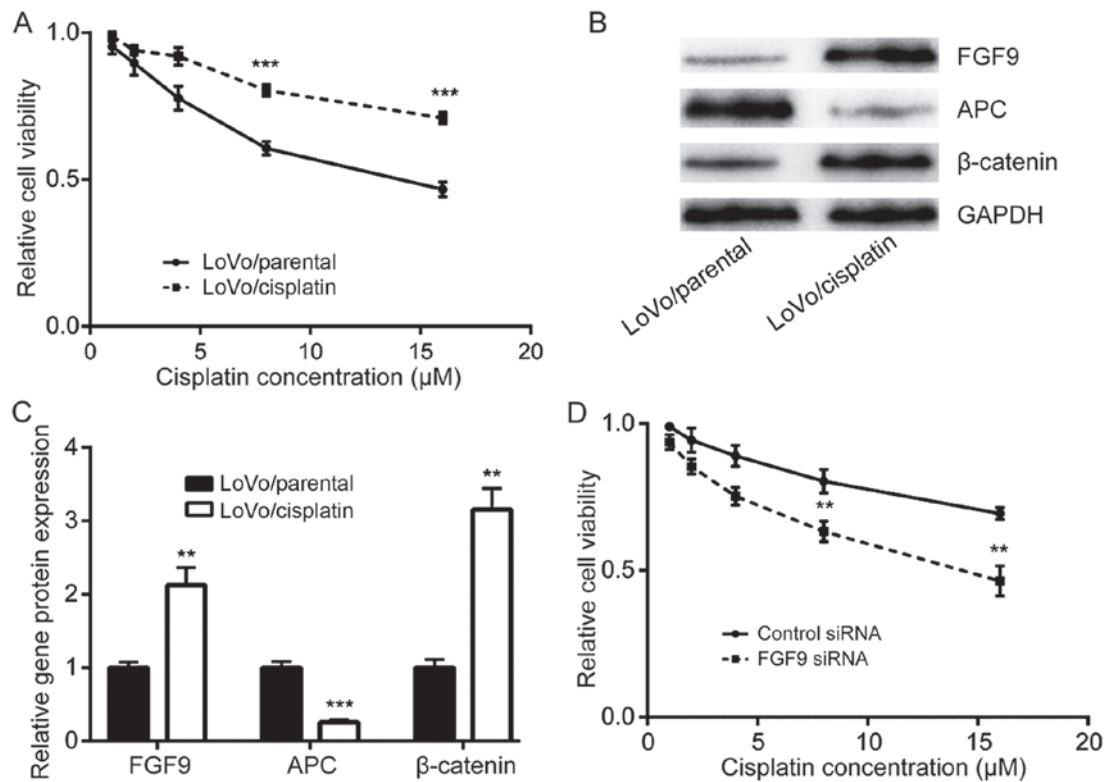 A
1.0
***
***
0.5
0.0
Relative cell viability
LoVo/parental
LoVo/cisplatin
0
5
10
15
20
Cisplatin concentration (µM)
B
FGF9
APC
β-catenin
GAPDH
LoVo/parental
LoVo/cisplatin
C
4
3
2
1
0
Relative gene protein expression
LoVo/parental
LoVo/cisplatin
**
***
**
FGF9
APC
β-catenin
D
1.0
0.5
0.0
Relative cell viability
**
**
Control siRNA
FGF9 siRNA
0
5
10
15
20
Cisplatin concentration (µM)